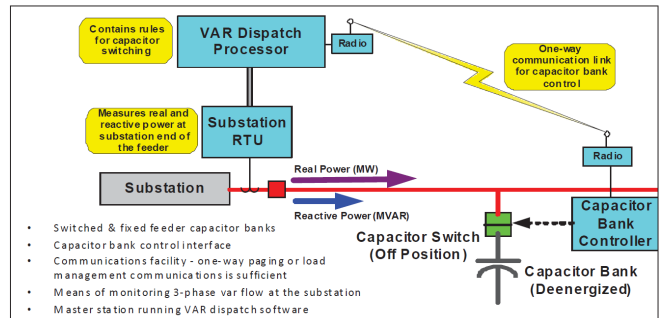 Contains rules
for capacitor
switching
VAR Dispatch
Processor
Radio
One-way
communication link
for capacitor bank
control
Measures real and
reactive power at
substation end of
the feeder
Substation
RTU
Radio
Real Power (MW)
Substation
Reactive Power (MVAR)
Capacitor
Bank
Controller
Capacitor Switch
(Off Position)
Capacitor Bank
(Deenergized)
• Switched & fixed feeder capacitor banks
• Capacitor bank control interface
• Communications facility - one-way paging or load
management communications is sufficient
• Means of monitoring 3-phase var flow at the substation
• Master station running VAR dispatch software